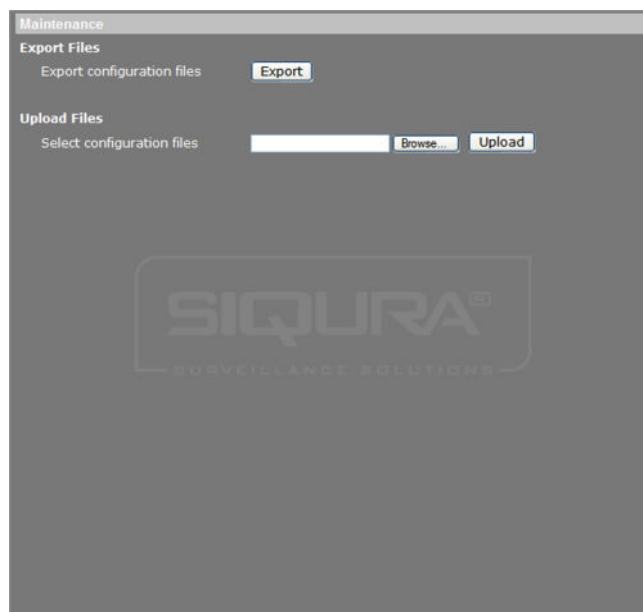 Maintenance
Export Files
Export configuration files Export
Upload Files
Select configuration files Browse... Upload
SIQURA®
SURVEILLANCE SOLUTIONS